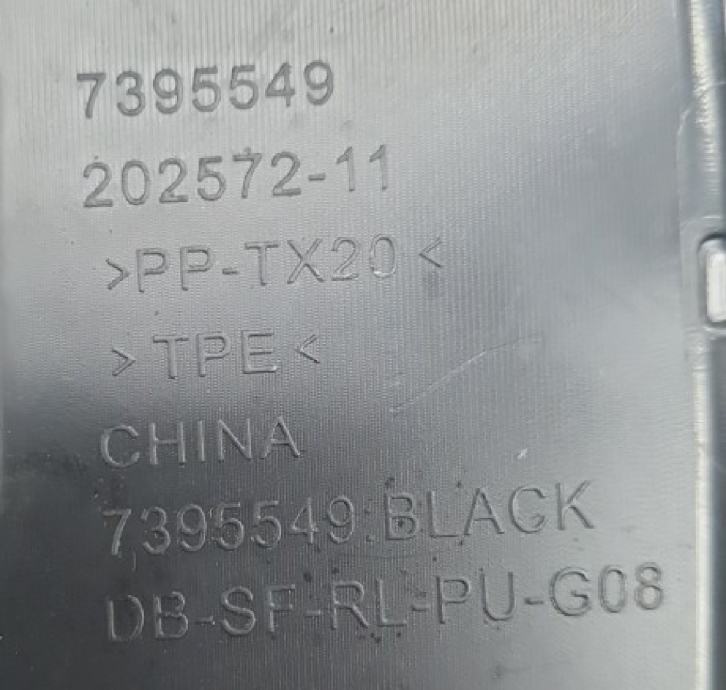 7395549
202572-11
>PP-TX20<
>TPE<
CHINA
7395549:BLACK
DB-SF-RL-PU-G08